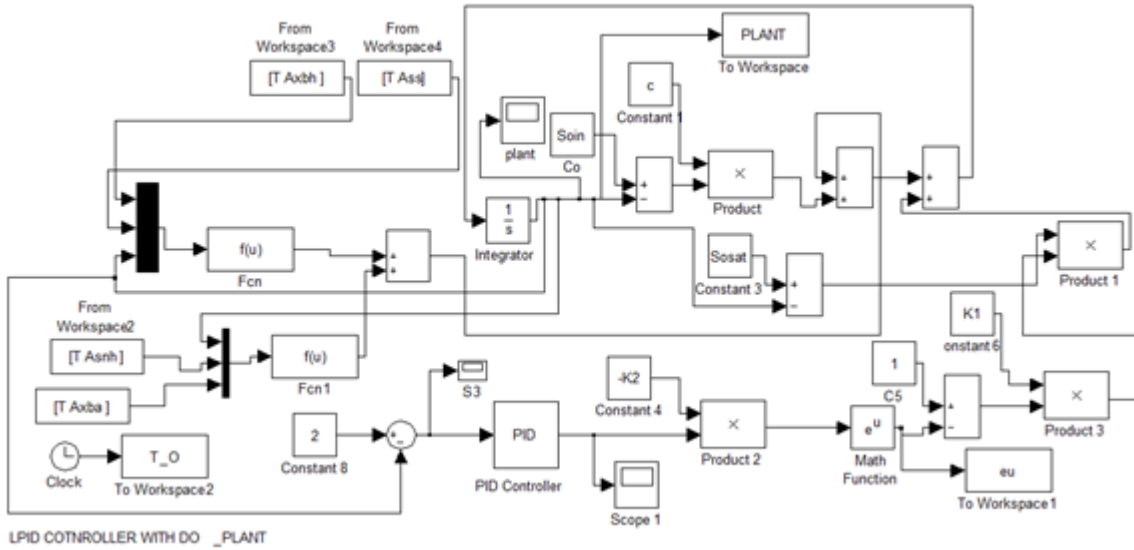 From
Workspace3
From
Workspace4
[T Axbh ]
[T Ass]
PLANT
To Workspace
c
Constant 1
plant
Soin
Co
×
Product
1
s
Integrator
+
−
f(u)
Fcn
Sosat
Constant 3
+
−
×
Product 1
From
Workspace2
[T Asnh ]
f(u)
Fcn1
[T Axba ]
S3
K1
onstant 6
-K2
Constant 4
1
C5
2
Constant 8
PID
PID Controller
×
Product 2
e^u
Math
Function
×
Product 3
Clock
T_O
To Workspace2
Scope 1
eu
To Workspace1
LPID COTNROLLER WITH DO _PLANT